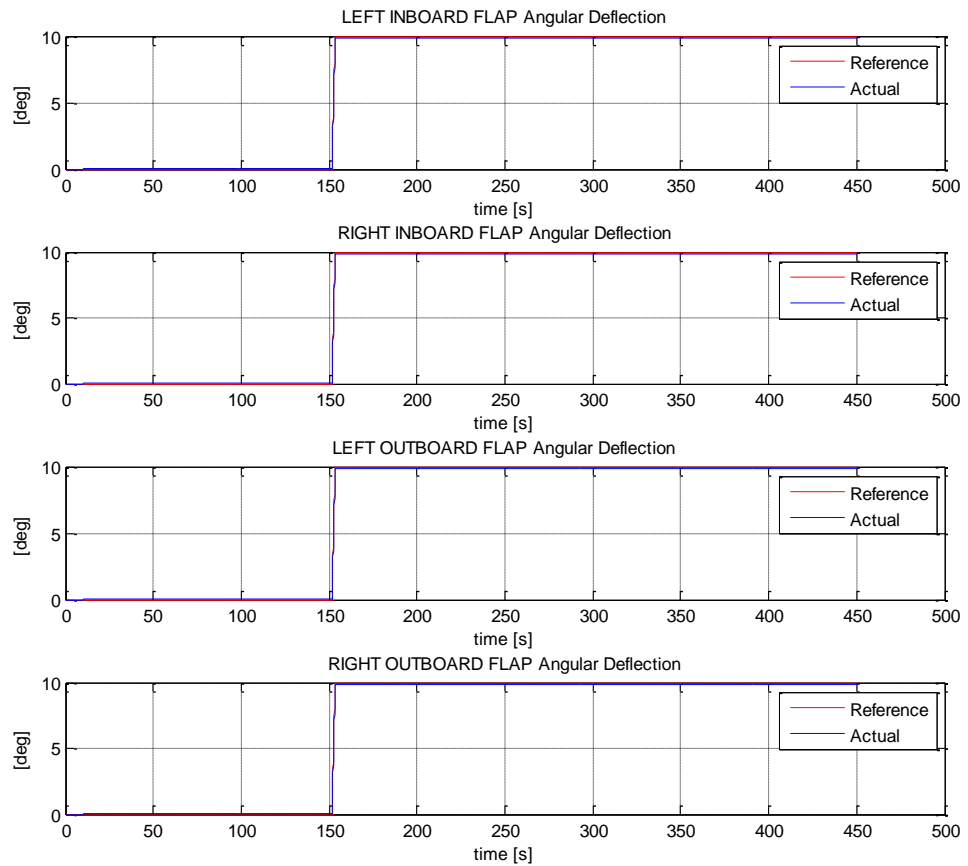 LEFT INBOARD FLAP Angular Deflection
10
5
0
[deg]
Reference
Actual
0 50 100 150 200 250 300 350 400 450 500
time [s]
RIGHT INBOARD FLAP Angular Deflection
10
5
0
[deg]
Reference
Actual
0 50 100 150 200 250 300 350 400 450 500
time [s]
LEFT OUTBOARD FLAP Angular Deflection
10
5
0
[deg]
Reference
Actual
0 50 100 150 200 250 300 350 400 450 500
time [s]
RIGHT OUTBOARD FLAP Angular Deflection
10
5
0
[deg]
Reference
Actual
0 50 100 150 200 250 300 350 400 450 500
time [s]